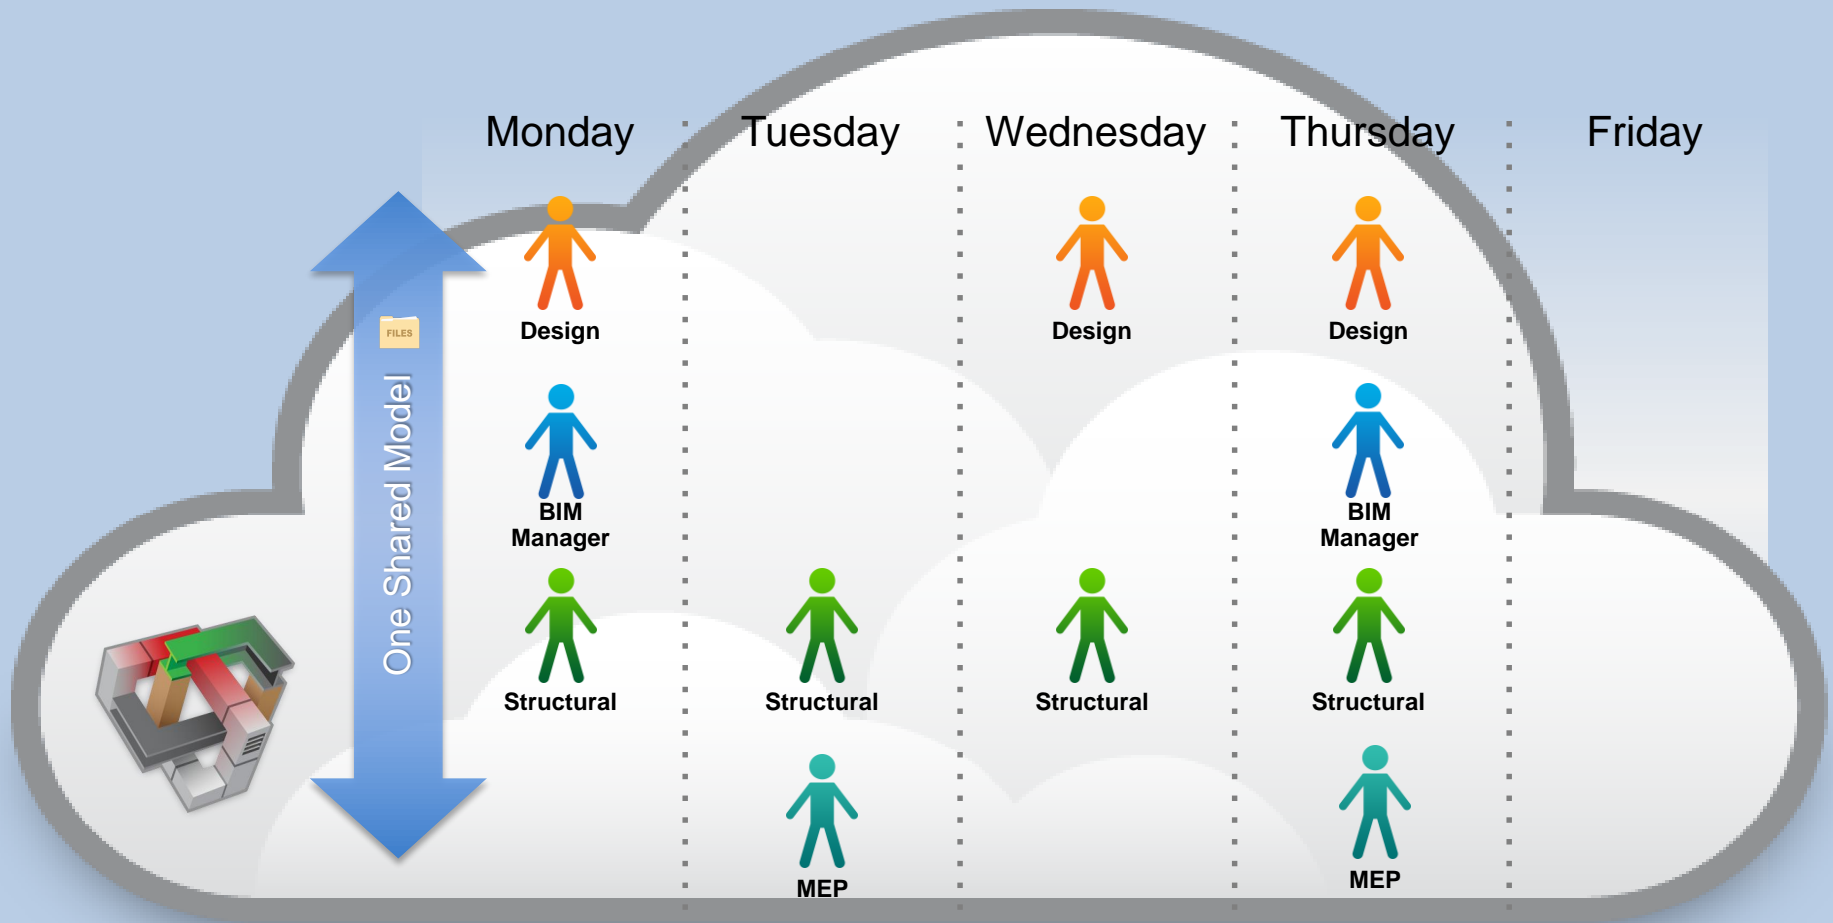 Monday
Tuesday
Wednesday
Thursday
Friday
FILES
One Shared Model
Design
Design
Design
BIM
Manager
BIM
Manager
Structural
Structural
Structural
Structural
MEP
MEP